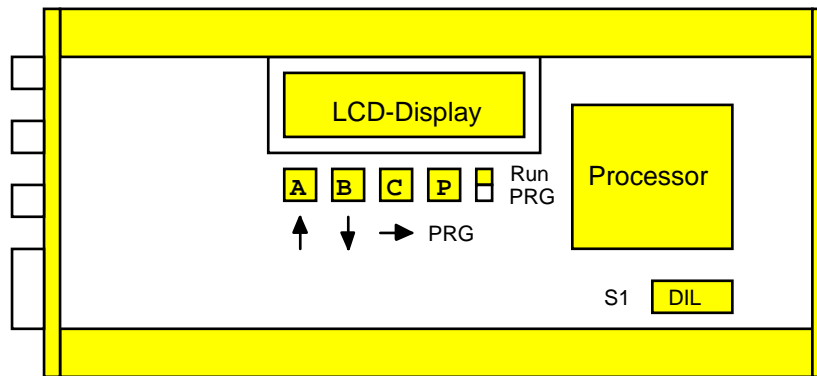 LCD-Display
A B C P Run
PRG
Processor
PRG
S1 DIL